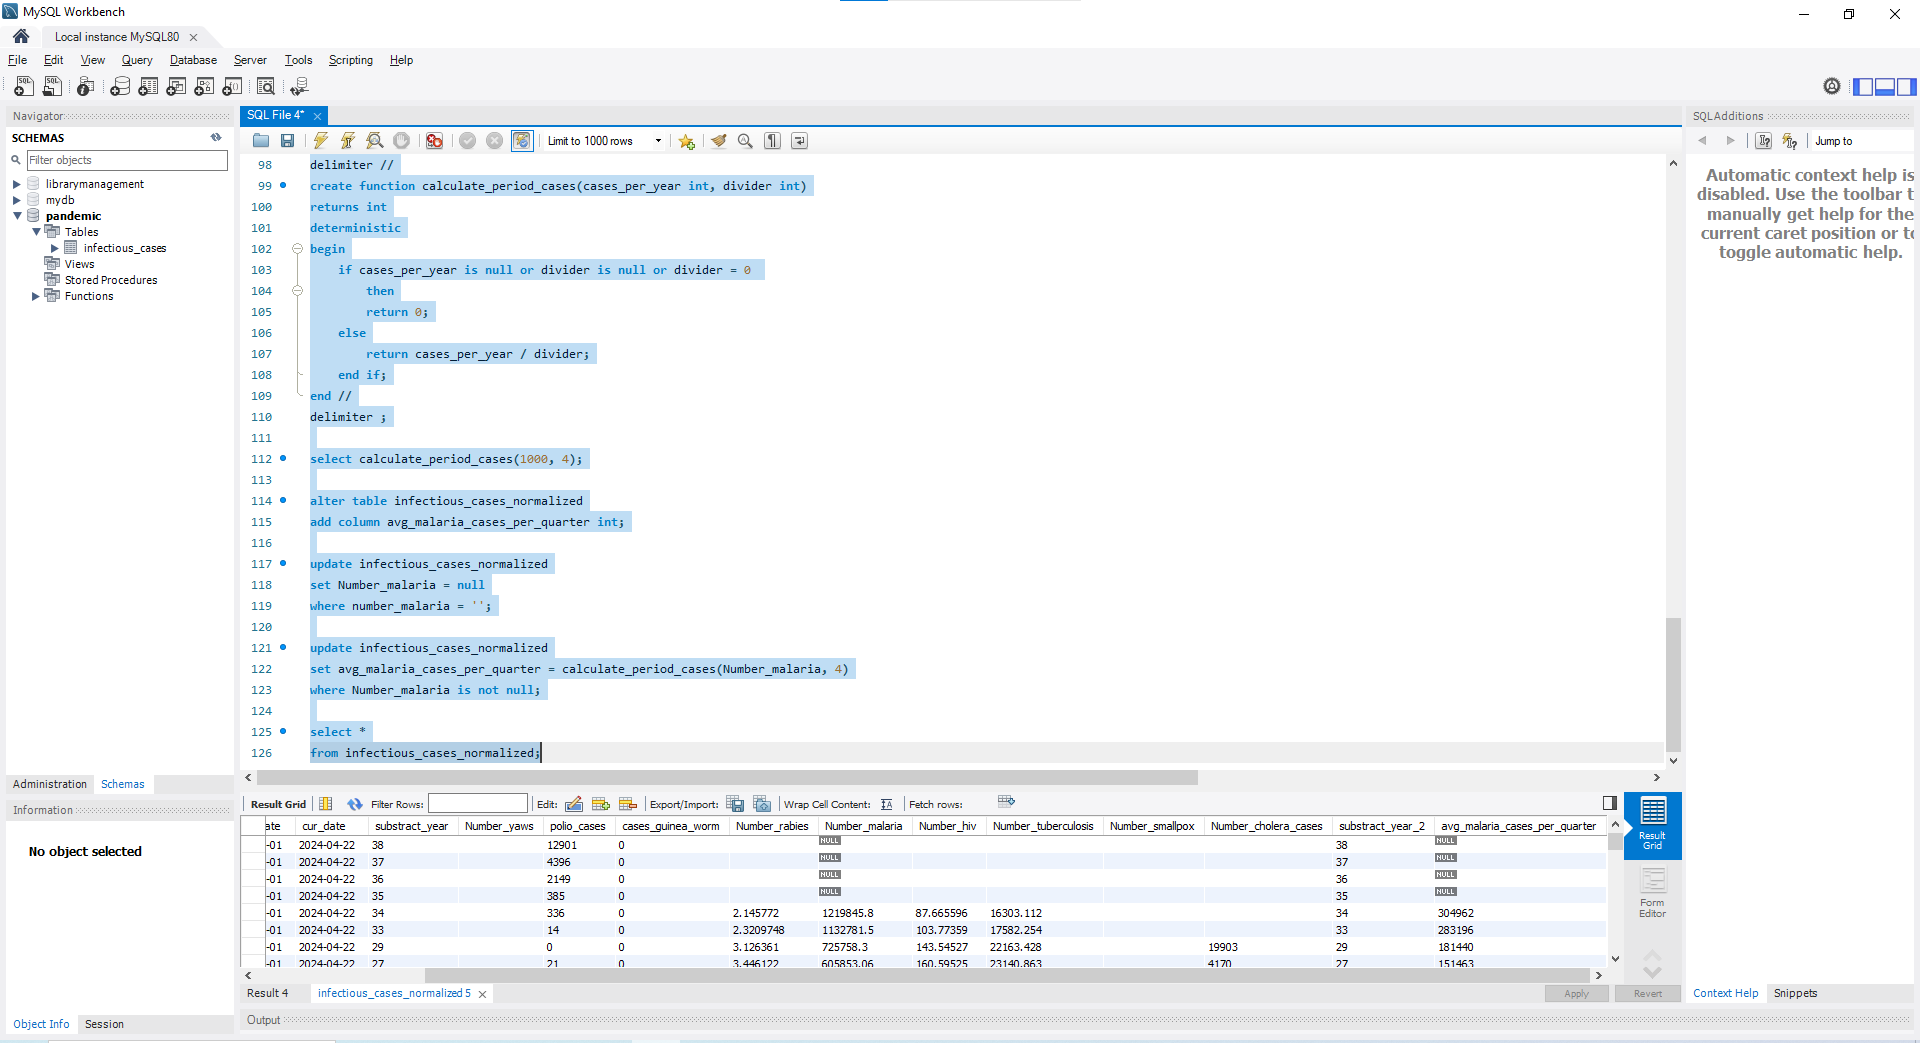 MySQL Workbench
Local instance MySQL80
File Edit View Query Database Server Tools Scripting Help
Navigator
SCHEMAS
Filter objects
librarymanagement
mydb
pandemic
Tables
infectious_cases
Views
Stored Procedures
Functions
Administration Schemas
Information
No object selected
Object Info Session
SQL File 4*
Limit to 1000 rows
98 delimiter //
99 create function calculate_period_cases(cases_per_year int, divider int)
100 returns int
101 deterministic
102 begin
103 if cases_per_year is null or divider is null or divider = 0
104 then
105 return 0;
106 else
107 return cases_per_year / divider;
108 end if;
109 end //
110 delimiter ;
111
112 select calculate_period_cases(1000, 4);
113
114 alter table infectious_cases_normalized
115 add column avg_malaria_cases_per_quarter int;
116
117 update infectious_cases_normalized
118 set Number_malaria = null
119 where number_malaria = '';
120
121 update infectious_cases_normalized
122 set avg_malaria_cases_per_quarter = calculate_period_cases(Number_malaria, 4)
123 where Number_malaria is not null;
124
125 select *
126 from infectious_cases_normalized;
Result Grid Filter Rows: Edit: Export/Import: Wrap Cell Content: Fetch rows:
ate cur_date substract_year Number_yaws polio_cases cases_guinea_worm Number_rabies Number_malaria Number_hiv Number_tuberculosis Number_smallpox Number_cholera_cases substract_year_2 avg_malaria_cases_per_quarter
-01 2024-04-22 38 12901 0 NULL 38 NULL
-01 2024-04-22 37 4396 0 NULL 37 NULL
-01 2024-04-22 36 2149 0 NULL 36 NULL
-01 2024-04-22 35 385 0 NULL 35 NULL
-01 2024-04-22 34 336 0 2.145772 1219845.8 87.665596 16303.112 34 304962
-01 2024-04-22 33 14 0 2.3209748 1132781.5 103.77359 17582.254 33 283196
-01 2024-04-22 29 0 0 3.126361 725758.3 143.54527 22163.428 19903 29 181440
-01 2024-04-22 27 21 0 3.446122 605853.06 160.59525 23140.863 4170 27 151463
Result Grid
Form Editor
Result 4 infectious_cases_normalized 5
Apply Revert
Output
SQLAdditions
Jump to
Automatic context help is
disabled. Use the toolbar t
manually get help for the
current caret position or to
toggle automatic help.
Context Help Snippets